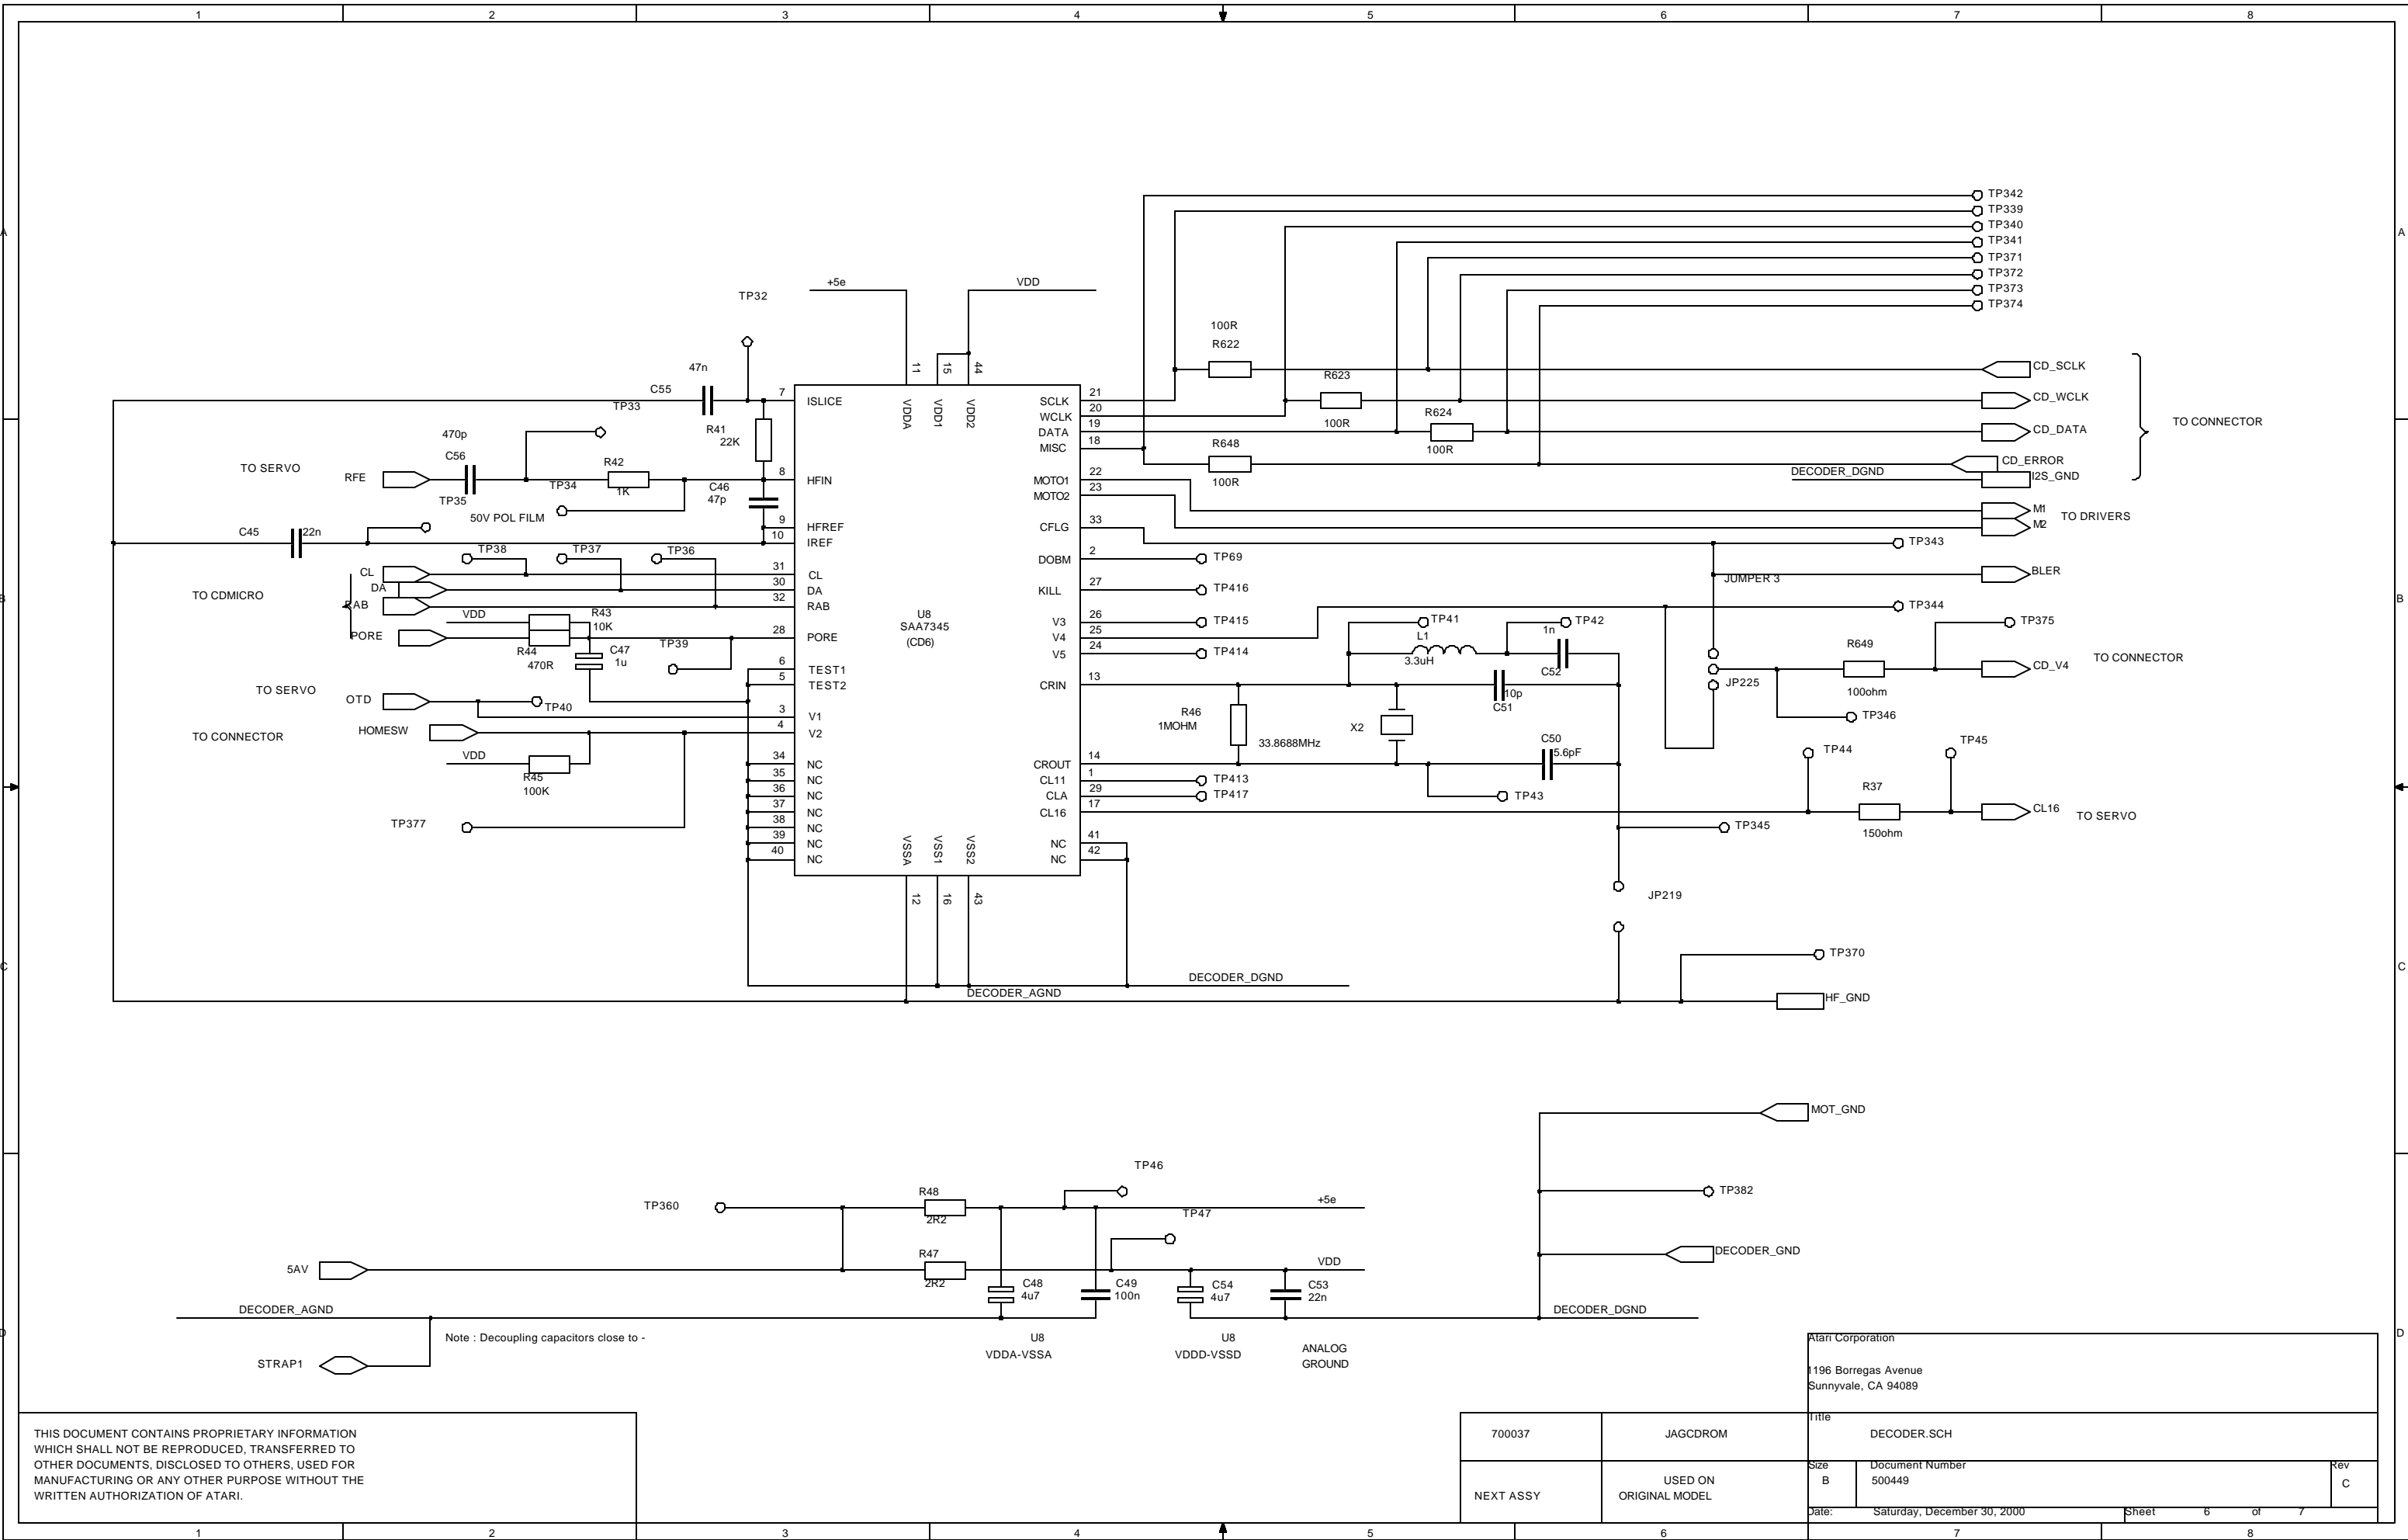 1 2 3 4 5 6 7 8
A A
B B
C C
D D
TP342
TP339
TP340
TP341
TP371
TP372
TP373
TP374
+5e
VDD
TP32
100R
R622
R623
100R
R624
100R
R648
100R
CD_SCLK
CD_WCLK
CD_DATA
CD_ERROR
DECODER_DGND
I2S_GND
TO CONNECTOR
M1
M2
TO DRIVERS
TP343
BLER
JUMPER 3
TP344
TP375
R649
100ohm
CD_V4
TO CONNECTOR
JP225
TP346
TP44
TP45
R37
150ohm
CL16
TO SERVO
TP345
JP219
TP370
HF_GND
47n
C55
TP33
R41
22K
470p
C56
TO SERVO
RFE
R42
1K
TP34
TP35
C46
47p
50V POL FILM
C45
22n
TP38
TP37
TP36
CL
DA
RAB
PORE
TO CDMICRO
VDD
R43
10K
R44
470R
C47
1u
TP39
TO SERVO
OTD
TP40
TO CONNECTOR
HOMESW
VDD
R45
100K
TP377
11
15
44
VDDA
VDD1
VDD2
7 ISLICE
8 HFIN
9 HFREF
10 IREF
31 CL
30 DA
32 RAB
28 PORE
6 TEST1
5 TEST2
3 V1
4 V2
34 NC
35 NC
36 NC
37 NC
38 NC
39 NC
40 NC
U8
SAA7345
(CD6)
SCLK 21
WCLK 20
DATA 19
MISC 18
MOTO1 22
MOTO2 23
CFLG 33
DOBM 2
KILL 27
V3 26
V4 25
V5 24
CRIN 13
CROUT 14
CL11 1
CLA 29
CL16 17
NC 41
NC 42
VSSA
VSS1
VSS2
12
16
43
TP69
TP416
TP415
TP414
TP41
L1
3.3uH
TP42
1n
C52
10p
C51
R46
1MOHM
33.8688MHz
X2
C50
5.6pF
TP413
TP417
TP43
DECODER_DGND
DECODER_AGND
MOT_GND
TP382
DECODER_GND
TP46
TP360
R48
2R2
+5e
TP47
5AV
R47
2R2
VDD
C48
4u7
C49
100n
C54
4u7
C53
22n
DECODER_AGND
DECODER_DGND
Note : Decoupling capacitors close to -
U8
VDDA-VSSA
U8
VDDD-VSSD
ANALOG
GROUND
STRAP1
THIS DOCUMENT CONTAINS PROPRIETARY INFORMATION
WHICH SHALL NOT BE REPRODUCED, TRANSFERRED TO
OTHER DOCUMENTS, DISCLOSED TO OTHERS, USED FOR
MANUFACTURING OR ANY OTHER PURPOSE WITHOUT THE
WRITTEN AUTHORIZATION OF ATARI.
Atari Corporation
1196 Borregas Avenue
Sunnyvale, CA 94089
700037
JAGCDROM
Title
DECODER.SCH
NEXT ASSY
USED ON
ORIGINAL MODEL
Size
B
Document Number
500449
Rev
C
Date: Saturday, December 30, 2000 Sheet 6 of 7
1 2 3 4 5 6 7 8